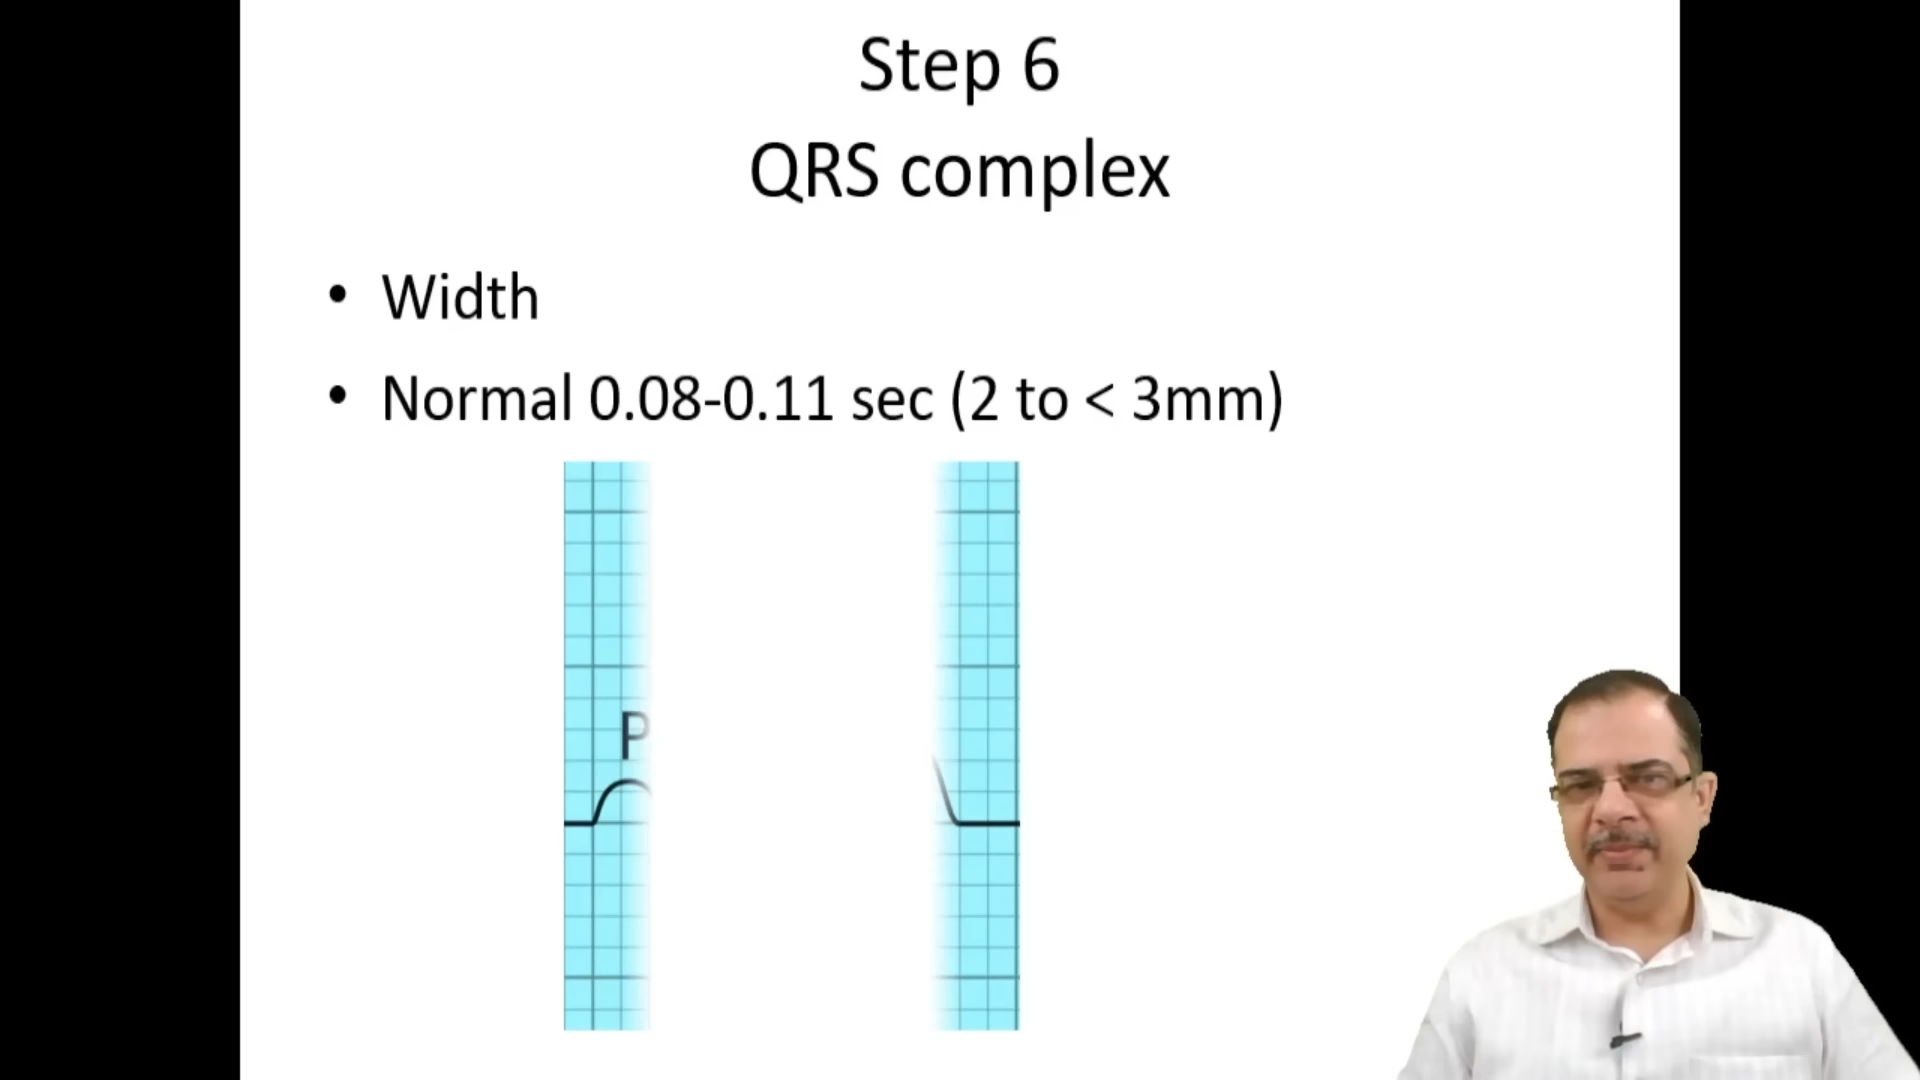 Step 6
QRS complex
• Width
• Normal 0.08-0.11 sec (2 to < 3mm)
P